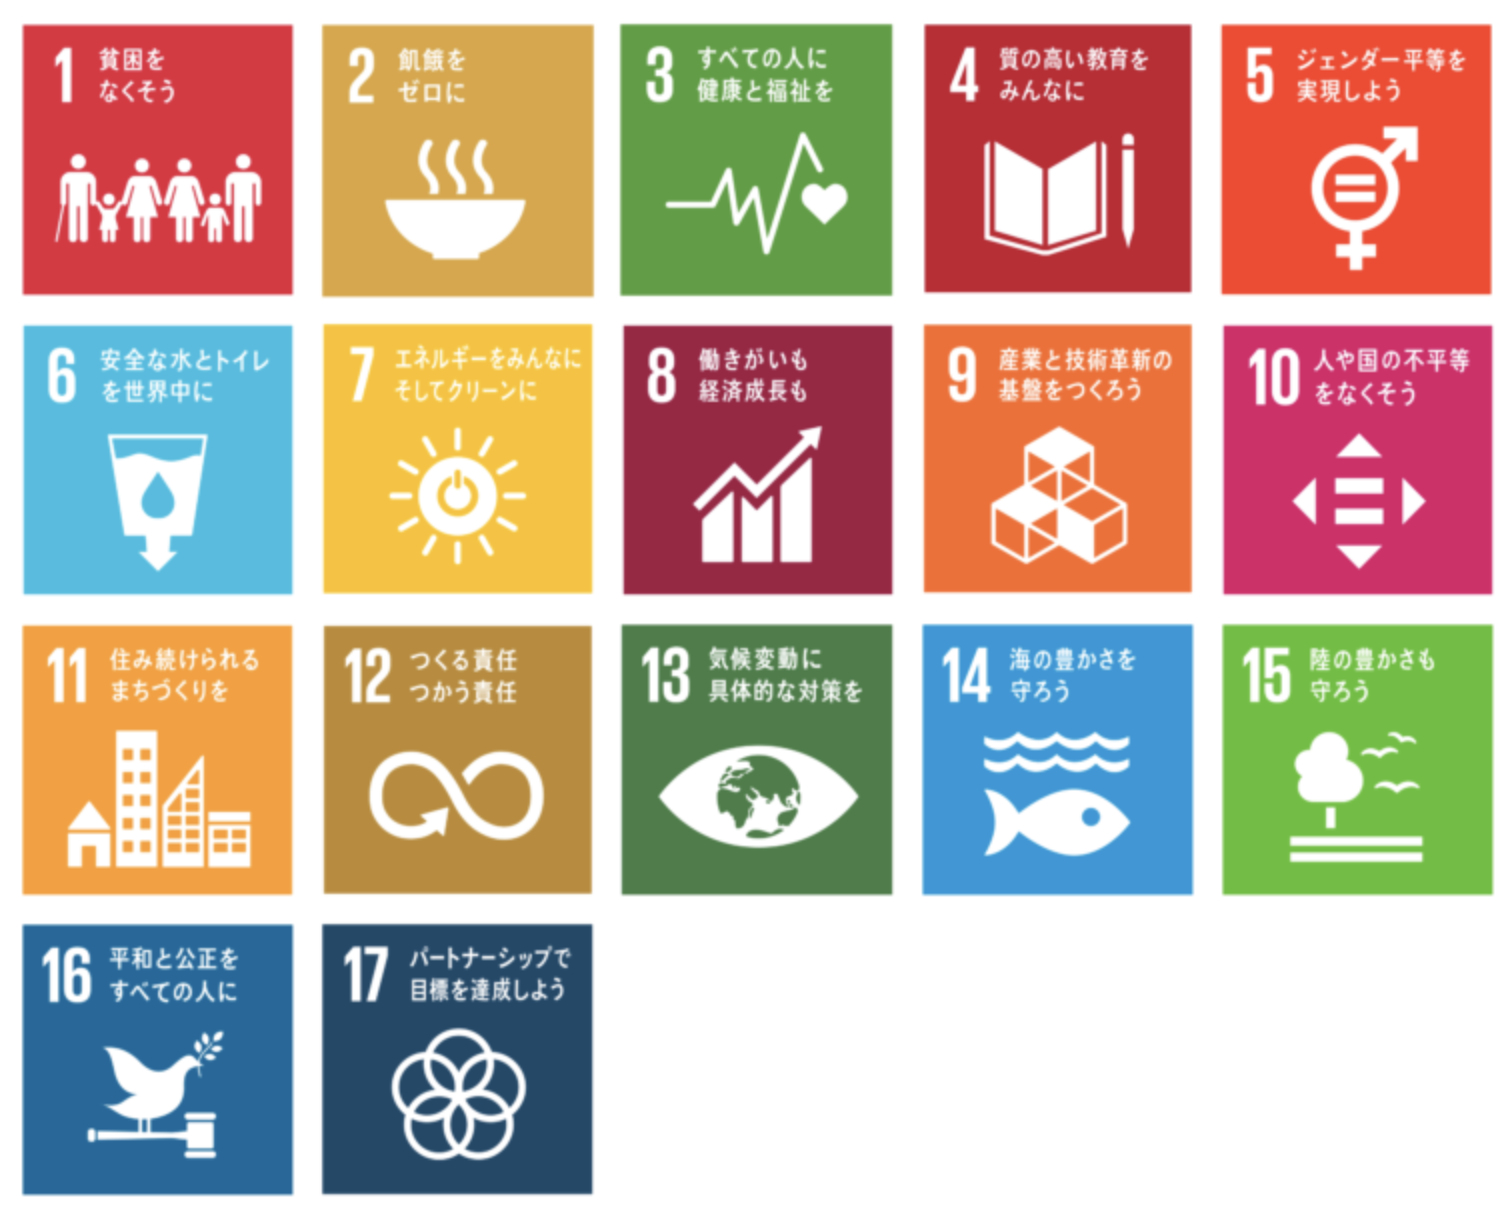 1 貧困を
なくそう
2 飢餓を
ゼロに
3 すべての人に
健康と福祉を
4 質の高い教育を
みんなに
5 ジェンダー平等を
実現しよう
6 安全な水とトイレ
を世界中に
7 エネルギーをみんなに
そしてクリーンに
8 働きがいも
経済成長も
9 産業と技術革新の
基盤をつくろう
10 人や国の不平等
をなくそう
11 住み続けられる
まちづくりを
12 つくる責任
つかう責任
13 気候変動に
具体的な対策を
14 海の豊かさを
守ろう
15 陸の豊かさも
守ろう
16 平和と公正を
すべての人に
17 パートナーシップで
目標を達成しよう